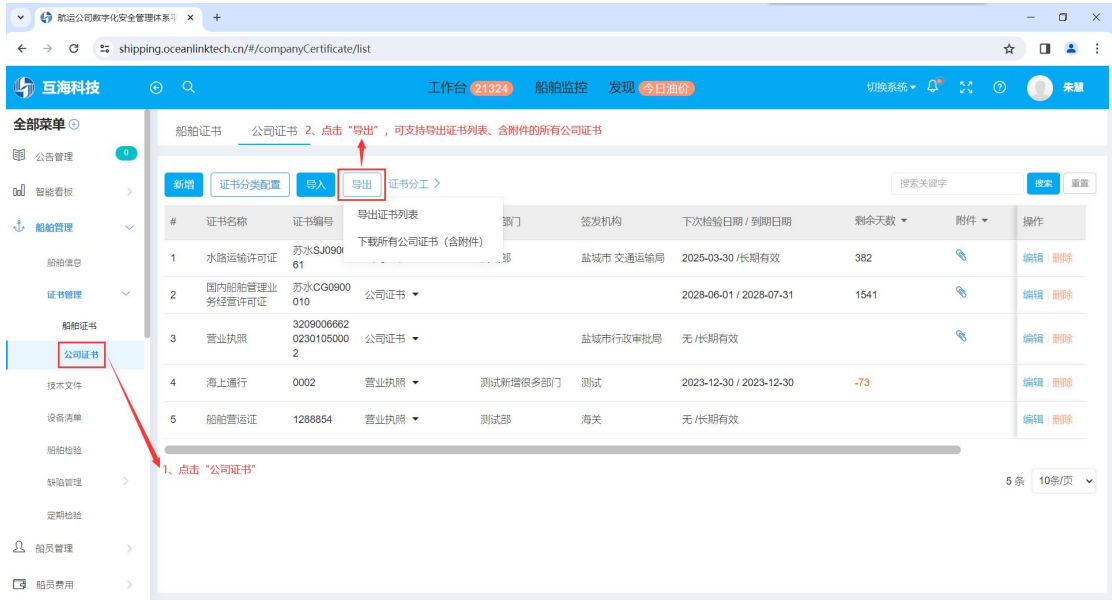 航运公司数字化安全管理体系平
shipping.oceanlinktech.cn/#/companyCertificate/list
互海科技
工作台 21324 船舶监控 发现 今日油价
切换系统
朱慧
全部菜单
公告管理 0
智能看板
船舶管理
船舶信息
证书管理
船舶证书
公司证书
技术文件
设备清单
船舶检验
缺陷管理
定期检验
船员管理
船员费用
船舶证书 公司证书 2、点击“导出”，可支持导出证书列表、含附件的所有公司证书
新增 证书分类配置 导入 导出 证书分工 搜索关键字 搜索 重置
导出证书列表
下载所有公司证书（含附件）
# 证书名称 证书编号 部门 签发机构 下次检验日期 / 到期日期 剩余天数 附件 操作
1 水路运输许可证 苏水SJ0900 盐城市 交通运输局 2025-03-30 /长期有效 382 编辑 删除
61
2 国内船舶管理业 苏水CG0900 公司证书 2028-06-01 / 2028-07-31 1541 编辑 删除
务经营许可证 010
3 营业执照 3209006662 公司证书 盐城市行政审批局 无 /长期有效 编辑 删除
0230105000
2
4 海上通行 0002 营业执照 测试新增很多部门 测试 2023-12-30 / 2023-12-30 -73 编辑 删除
5 船舶营运证 1288854 营业执照 测试部 海关 无 /长期有效 编辑 删除
1、点击“公司证书”
5 条 10条/页